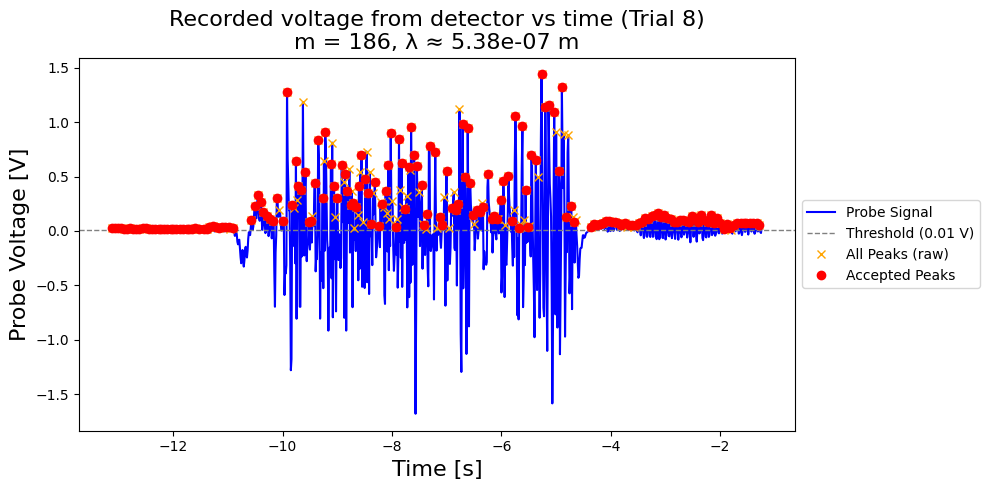 Recorded voltage from detector vs time (Trial 8)
m = 186, λ ≈ 5.38e-07 m
Probe Voltage [V]
1.5
1.0
0.5
0.0
−0.5
−1.0
−1.5
−12
−10
−8
−6
−4
−2
Time [s]
Probe Signal
Threshold (0.01 V)
All Peaks (raw)
Accepted Peaks